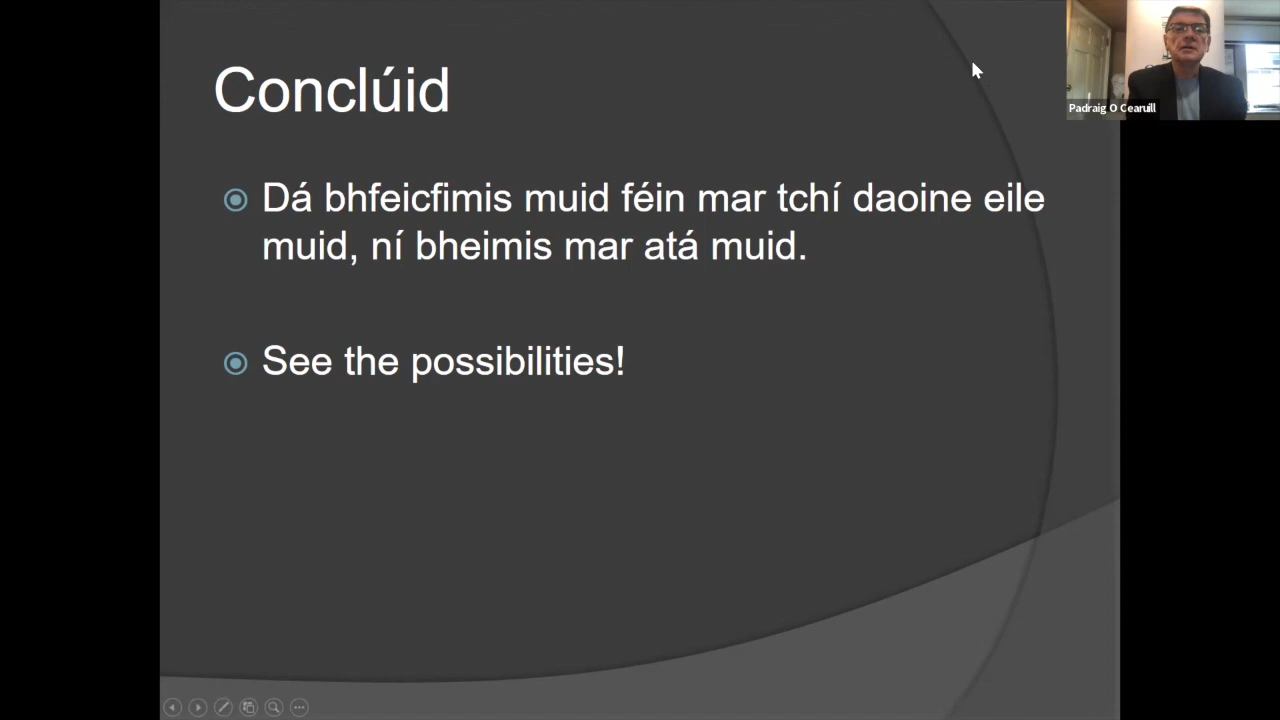 Conclúid
Dá bhfeicfimis muid féin mar tchí daoine eile
muid, ní bheimis mar atá muid.
See the possibilities!
Padraig O Cearuill